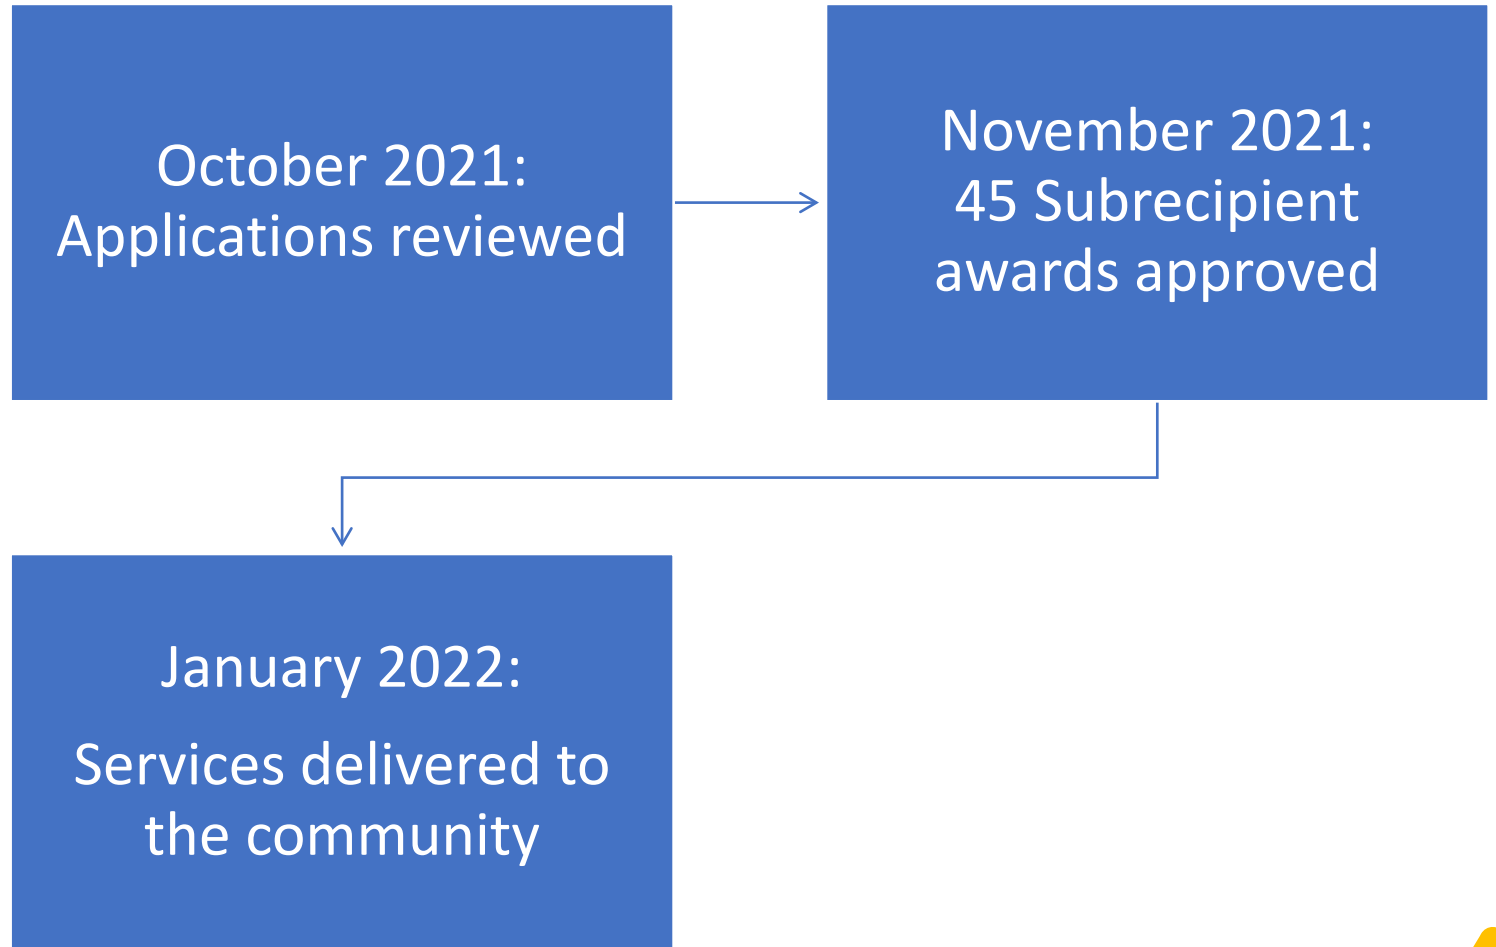 October 2021:
Applications reviewed
November 2021:
45 Subrecipient
awards approved
January 2022:
Services delivered to
the community